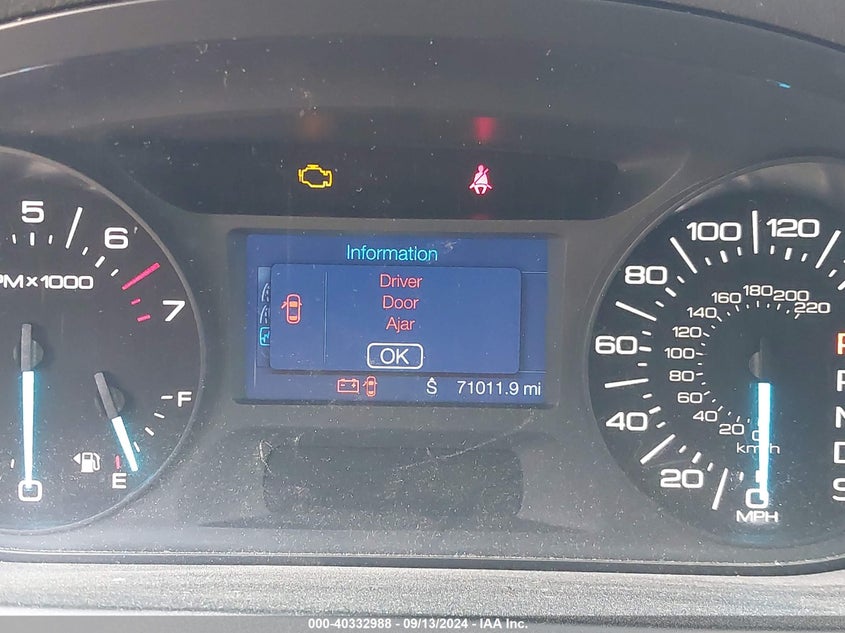 5
6
7
PM×1000
0
F
E
Information
Driver
Door
Ajar
OK
S
71011.9 mi
120
100
80
60
40
20
0
MPH
220
200
180
160
140
120
100
80
60
40
20
0
km/h
N
D
S
000-40332988 - 09/13/2024 - IAA Inc.